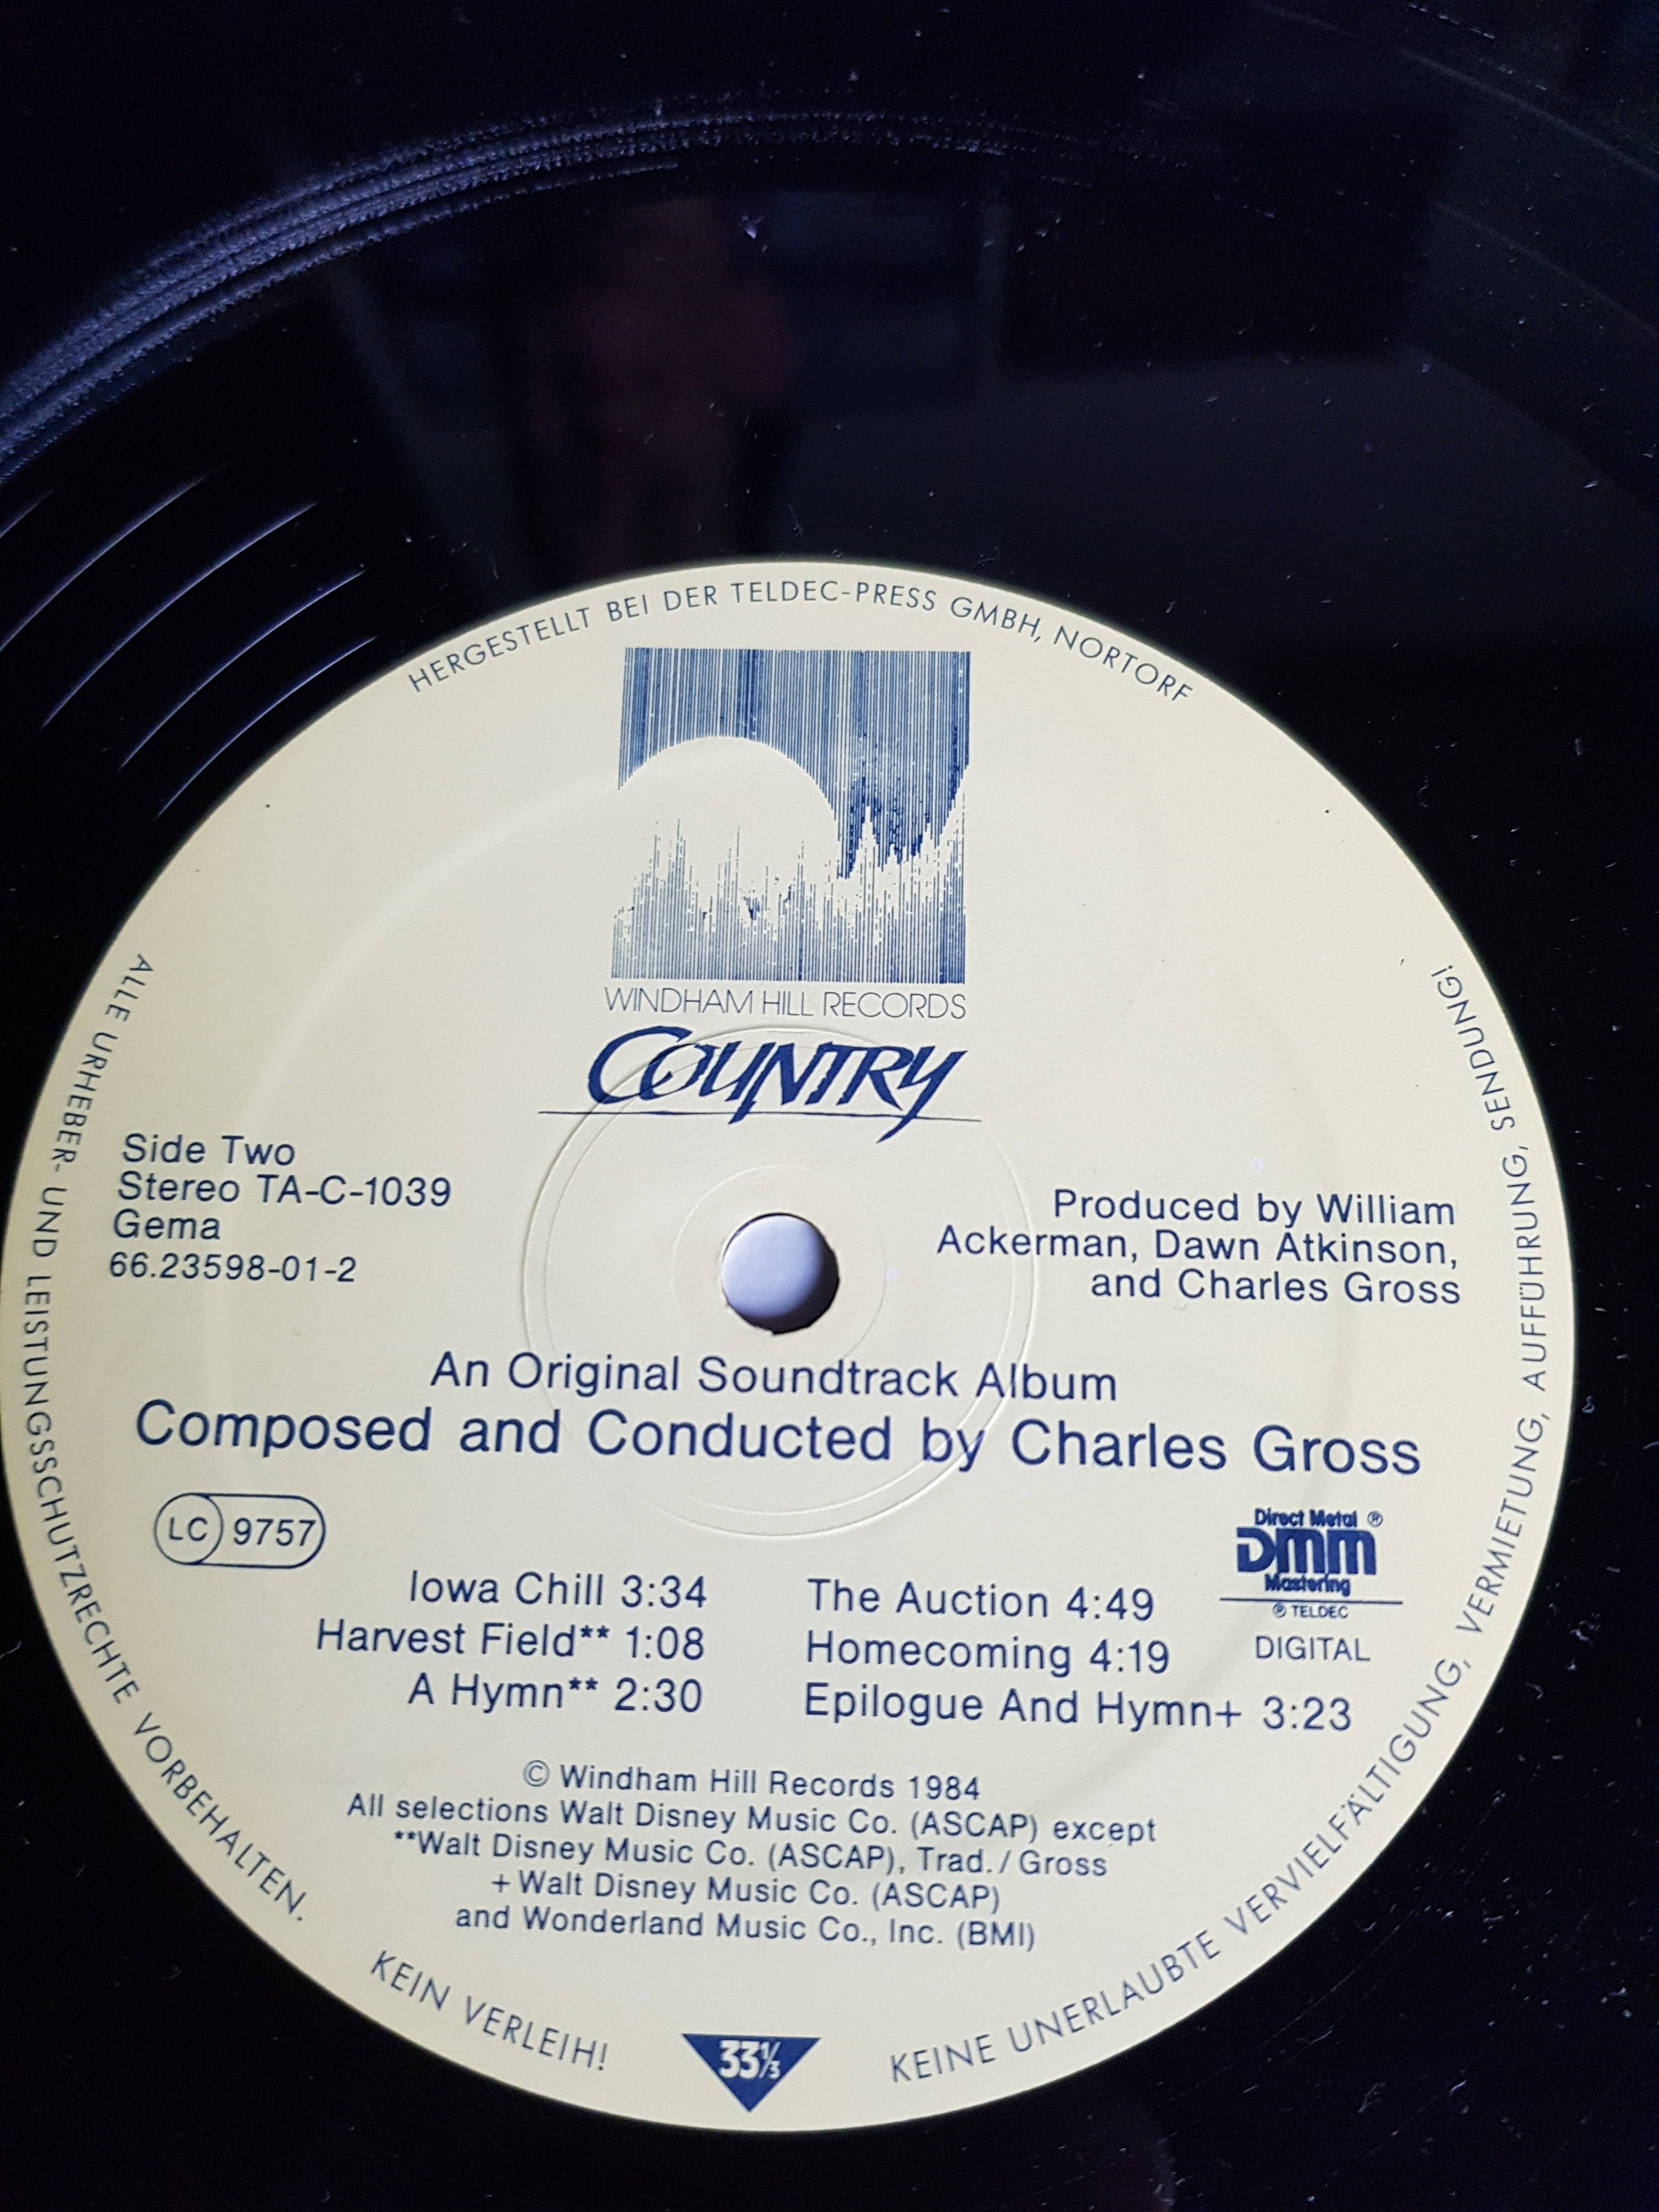 HERGESTELLT BEI DER TELDEC-PRESS GMBH, NORTORF
WINDHAM HILL RECORDS
COUNTRY
Side Two
Stereo TA-C-1039
Gema
66.23598-01-2
Produced by William
Ackerman, Dawn Atkinson,
and Charles Gross
An Original Soundtrack Album
Composed and Conducted by Charles Gross
LC 9757
Direct Metal ®
DMM
Mastering
® TELDEC
DIGITAL
Iowa Chill 3:34
Harvest Field** 1:08
A Hymn** 2:30
The Auction 4:49
Homecoming 4:19
Epilogue And Hymn+ 3:23
© Windham Hill Records 1984
All selections Walt Disney Music Co. (ASCAP) except
**Walt Disney Music Co. (ASCAP), Trad./Gross
+Walt Disney Music Co. (ASCAP)
and Wonderland Music Co., Inc. (BMI)
33⅓
ALLE URHEBER- UND LEISTUNGSSCHUTZRECHTE VORBEHALTEN.
KEIN VERLEIH!
KEINE UNERLAUBTE VERVIELFÄLTIGUNG, VERMIETUNG, AUFFÜHRUNG, SENDUNG!